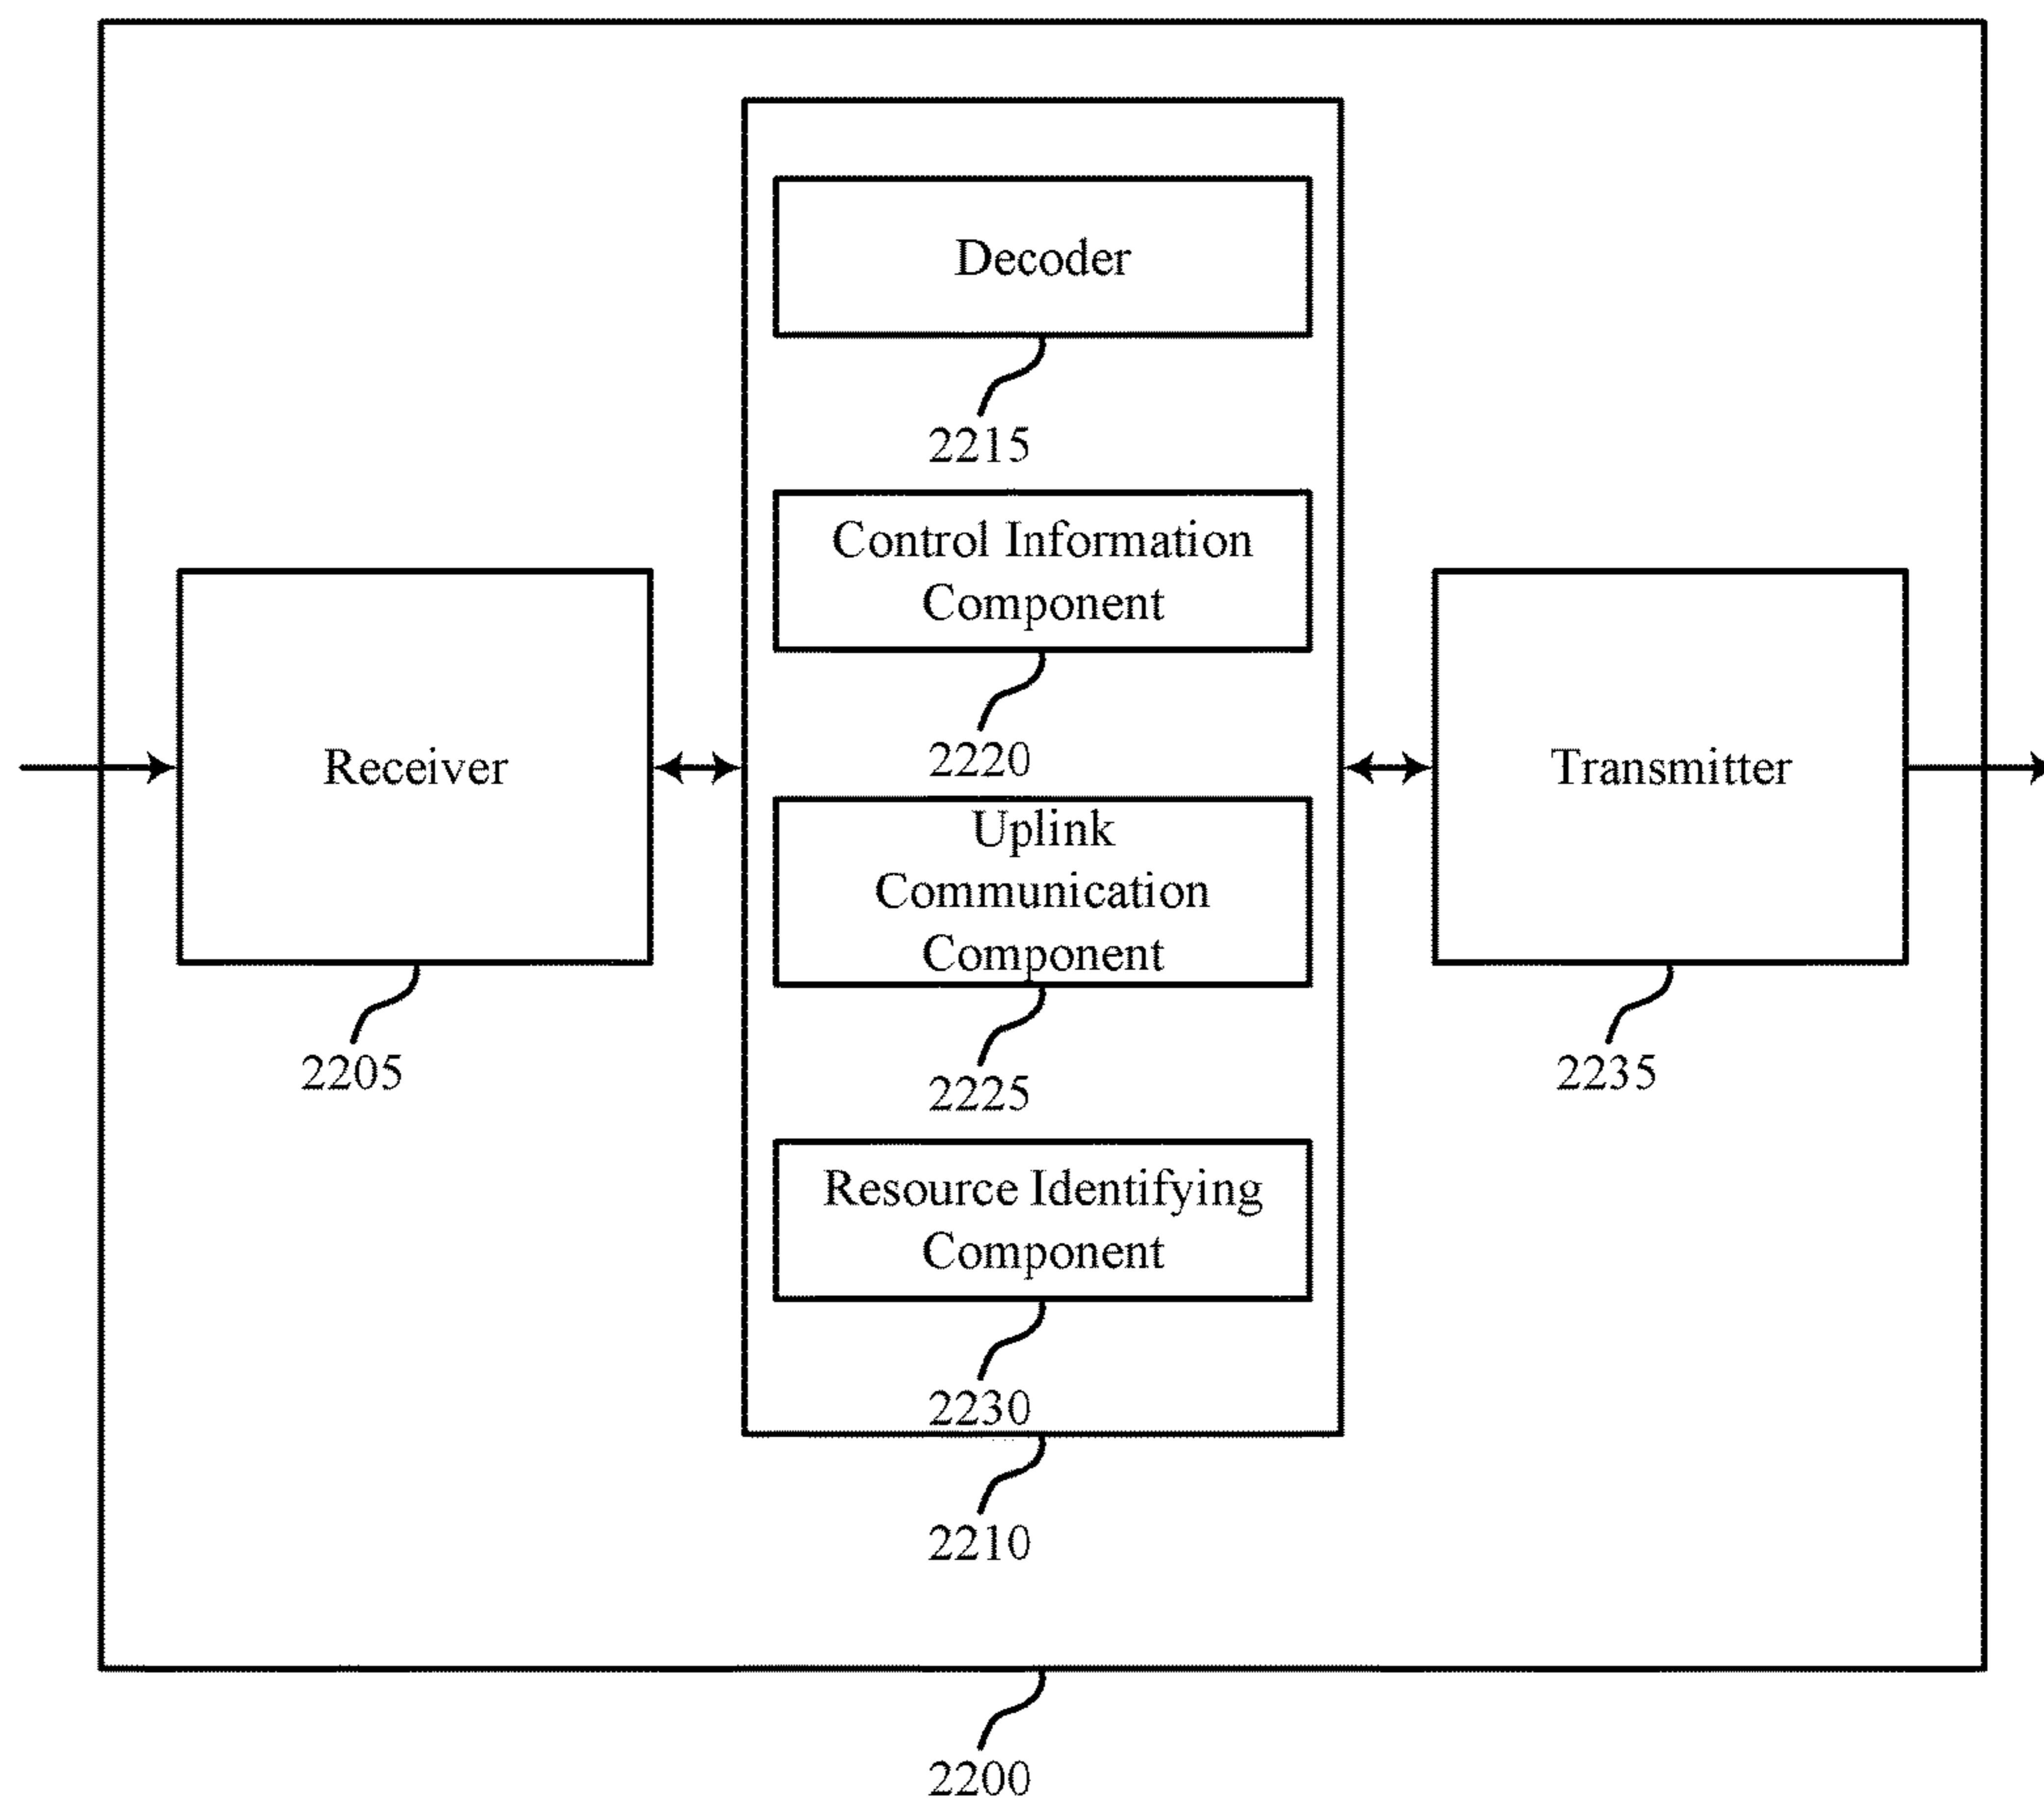 Decoder
2215
Control Information
Component
2220
Receiver
2205
Uplink
Communication
Component
2225
Transmitter
2235
Resource Identifying
Component
2230
2210
2200